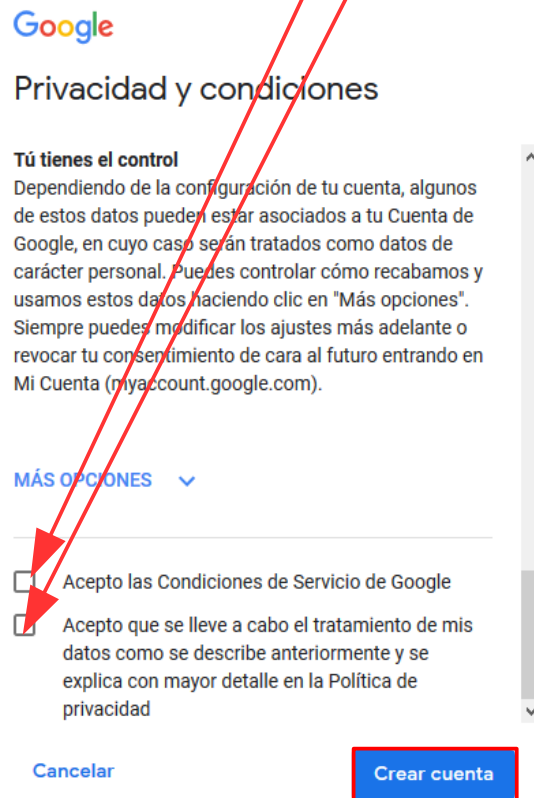 Google
Privacidad y condiciones
Tú tienes el control
Dependiendo de la configuración de tu cuenta, algunos
de estos datos pueden estar asociados a tu Cuenta de
Google, en cuyo caso serán tratados como datos de
carácter personal. Puedes controlar cómo recabamos y
usamos estos datos haciendo clic en "Más opciones".
Siempre puedes modificar los ajustes más adelante o
revocar tu consentimiento de cara al futuro entrando en
Mi Cuenta (myaccount.google.com).
MÁS OPCIONES
Acepto las Condiciones de Servicio de Google
Acepto que se lleve a cabo el tratamiento de mis
datos como se describe anteriormente y se
explica con mayor detalle en la Política de
privacidad
Cancelar
Crear cuenta